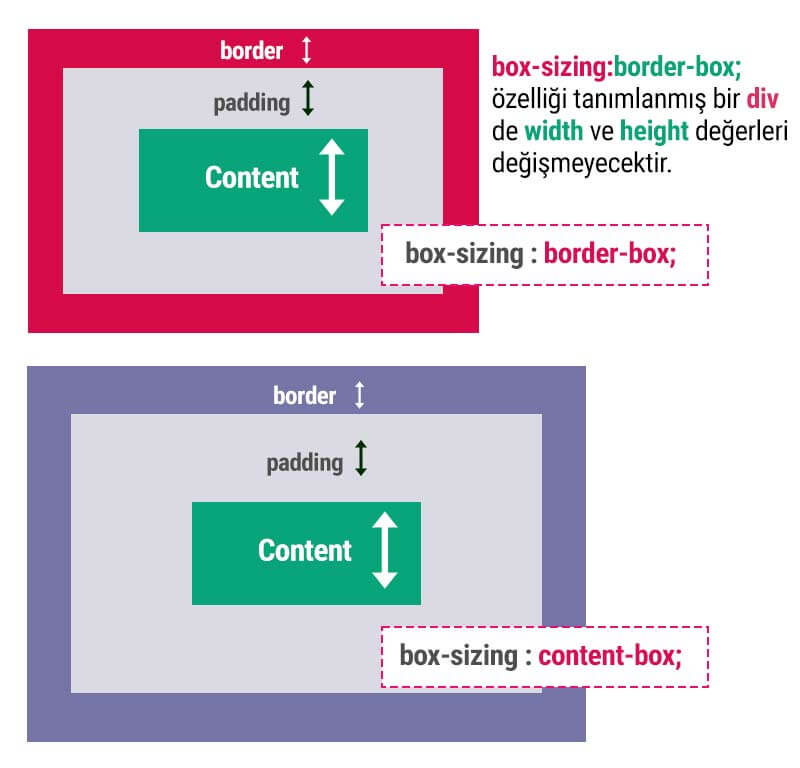 border
padding
Content
box-sizing:border-box;
özelliği tanımlanmış bir div
de width ve height değerleri
değişmeyecektir.
box-sizing : border-box;
border
padding
Content
box-sizing : content-box;